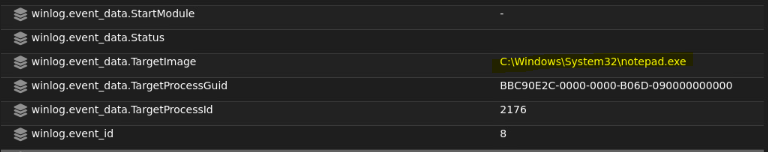 winlog.event_data.StartModule -
winlog.event_data.Status
winlog.event_data.TargetImage C:\Windows\System32\notepad.exe
winlog.event_data.TargetProcessGuid BBC90E2C-0000-0000-B06D-090000000000
winlog.event_data.TargetProcessId 2176
winlog.event_id 8